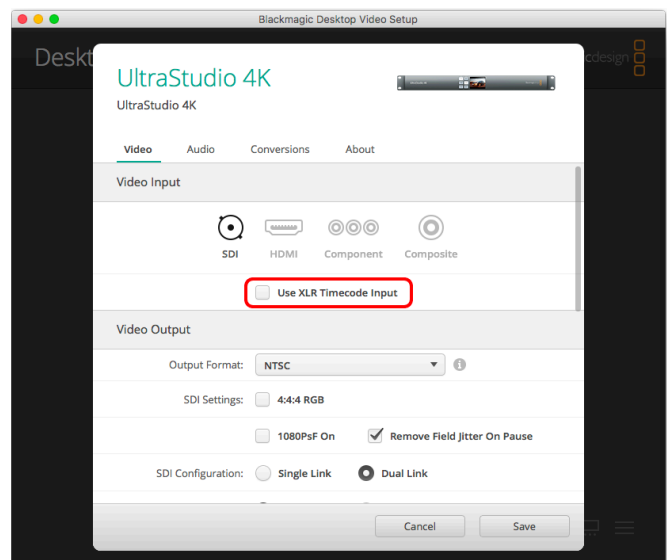 Blackmagic Desktop Video Setup
Deskt
cdesign
UltraStudio 4K
UltraStudio 4K
Video Audio Conversions About
Video Input
SDI HDMI Component Composite
Use XLR Timecode Input
Video Output
Output Format: NTSC
SDI Settings: 4:4:4 RGB
1080PsF On Remove Field Jitter On Pause
SDI Configuration: Single Link Dual Link
Cancel Save